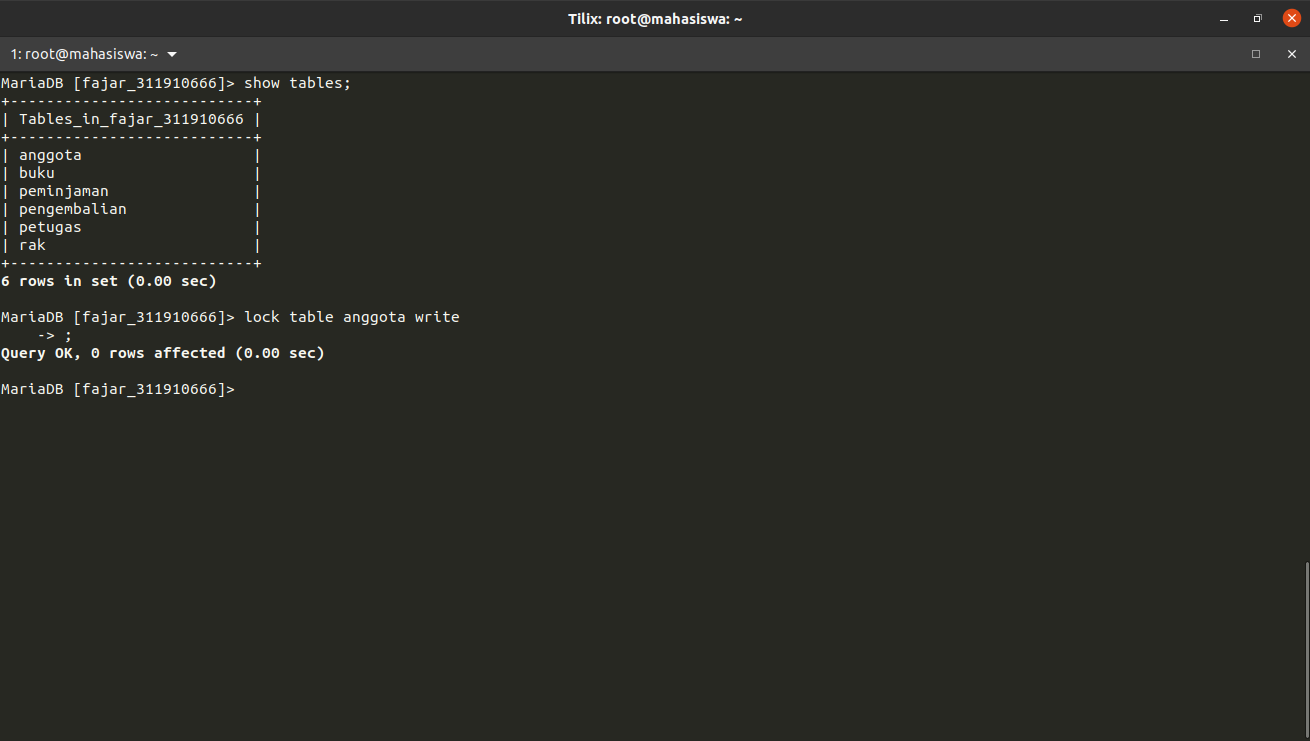 Tilix: root@mahasiswa: ~
1: root@mahasiswa: ~
MariaDB [fajar_311910666]> show tables;
+---------------------------+
| Tables_in_fajar_311910666 |
+---------------------------+
| anggota                   |
| buku                      |
| peminjaman                |
| pengembalian              |
| petugas                   |
| rak                       |
+---------------------------+
6 rows in set (0.00 sec)
MariaDB [fajar_311910666]> lock table anggota write
    -> ;
Query OK, 0 rows affected (0.00 sec)
MariaDB [fajar_311910666]>